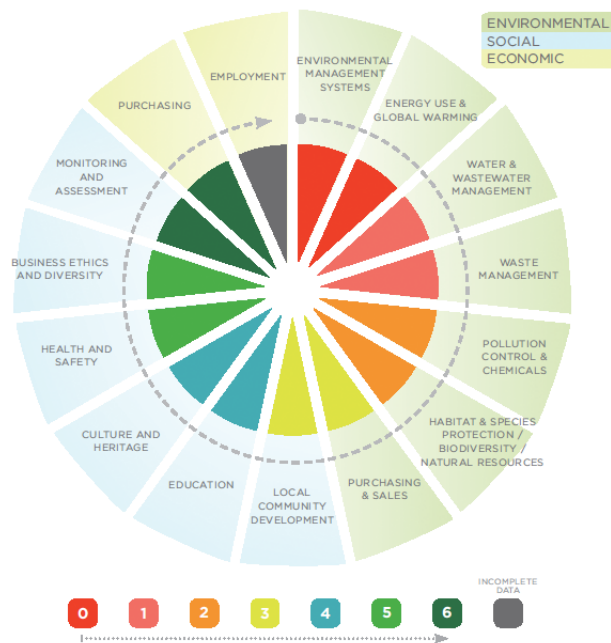 ENVIRONMENTAL
SOCIAL
ECONOMIC
ENVIRONMENTAL
MANAGEMENT
SYSTEMS
ENERGY USE &
GLOBAL WARMING
WATER &
WASTEWATER
MANAGEMENT
WASTE
MANAGEMENT
POLLUTION
CONTROL &
CHEMICALS
HABITAT & SPECIES
PROTECTION /
BIODIVERSITY /
NATURAL RESOURCES
PURCHASING
& SALES
LOCAL
COMMUNITY
DEVELOPMENT
EDUCATION
CULTURE AND
HERITAGE
HEALTH AND
SAFETY
BUSINESS ETHICS
AND DIVERSITY
MONITORING
AND
ASSESSMENT
PURCHASING
EMPLOYMENT
0 1 2 3 4 5 6
INCOMPLETE
DATA